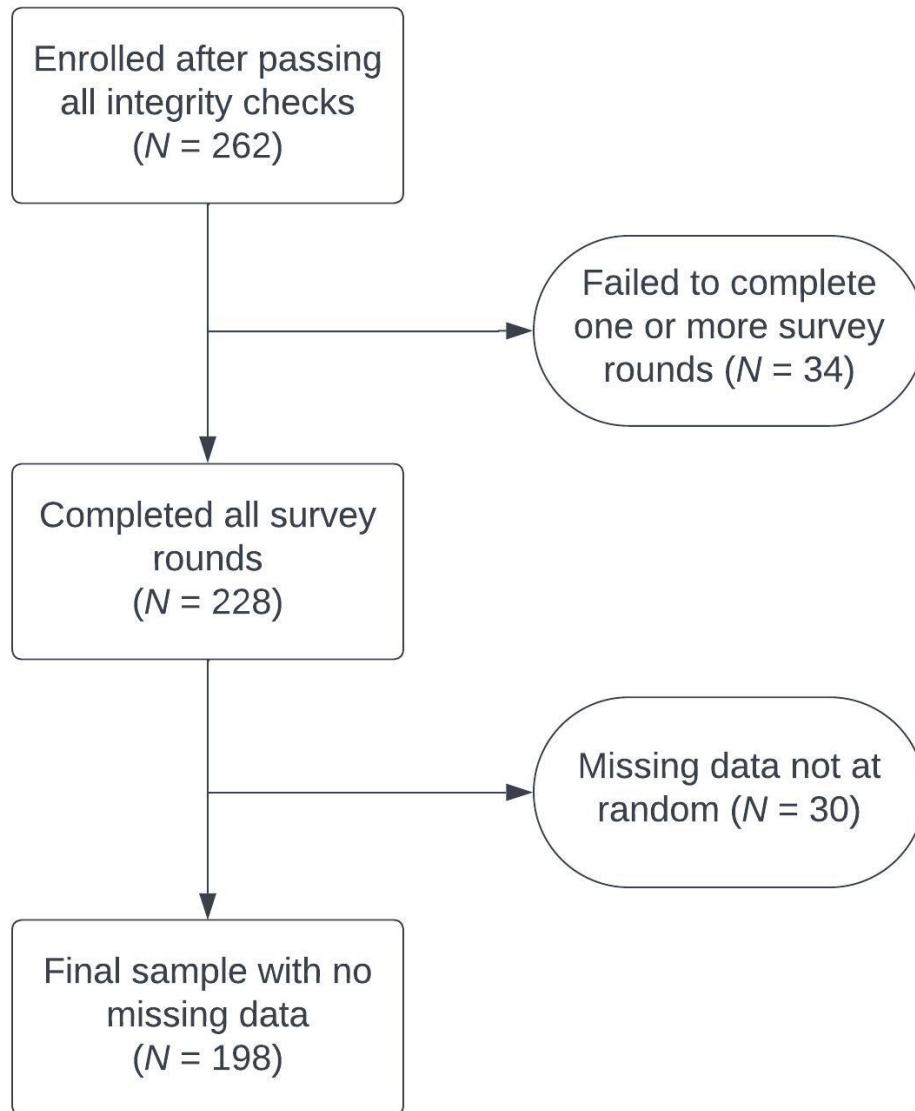 Enrolled after passing
all integrity checks
(N = 262)
Failed to complete
one or more survey
rounds (N = 34)
Completed all survey
rounds
(N = 228)
Missing data not at
random (N = 30)
Final sample with no
missing data
(N = 198)